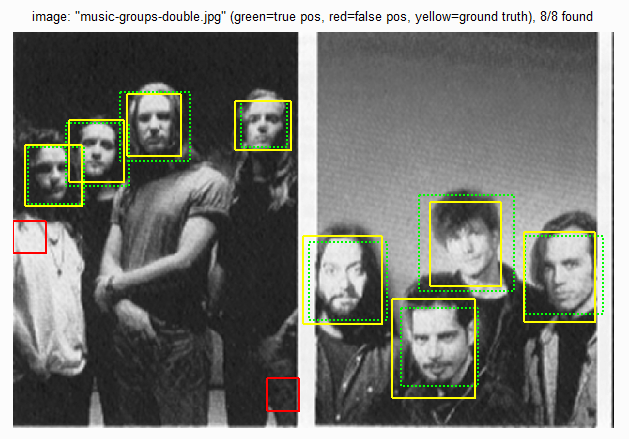 image: "music-groups-double.jpg" (green=true pos, red=false pos, yellow=ground truth), 8/8 found